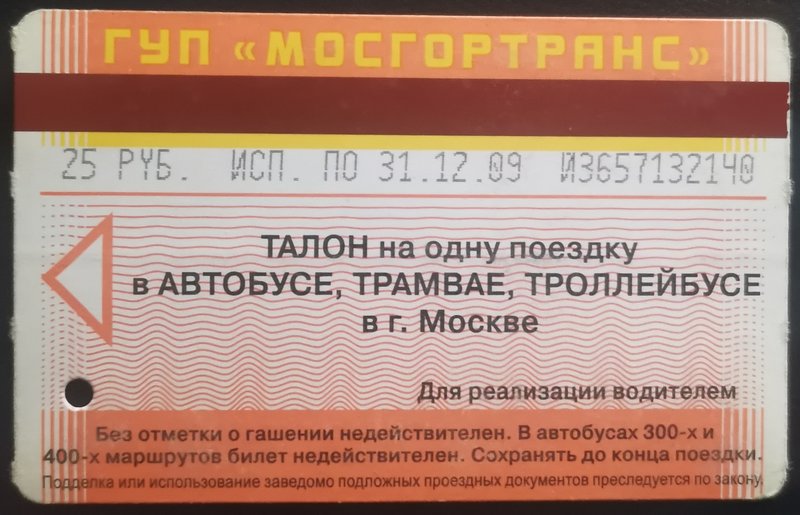 ГУП «МОСГОРТРАНС»
25 РУБ. ИСП. ПО 31.12.09 И3657132140
ТАЛОН на одну поездку
в АВТОБУСЕ, ТРАМВАЕ, ТРОЛЛЕЙБУСЕ
в г. Москве
Для реализации водителем
Без отметки о гашении недействителен. В автобусах 300-х и
400-х маршрутов билет недействителен. Сохранять до конца поездки.
Подделка или использование заведомо подложных проездных документов преследуется по закону.